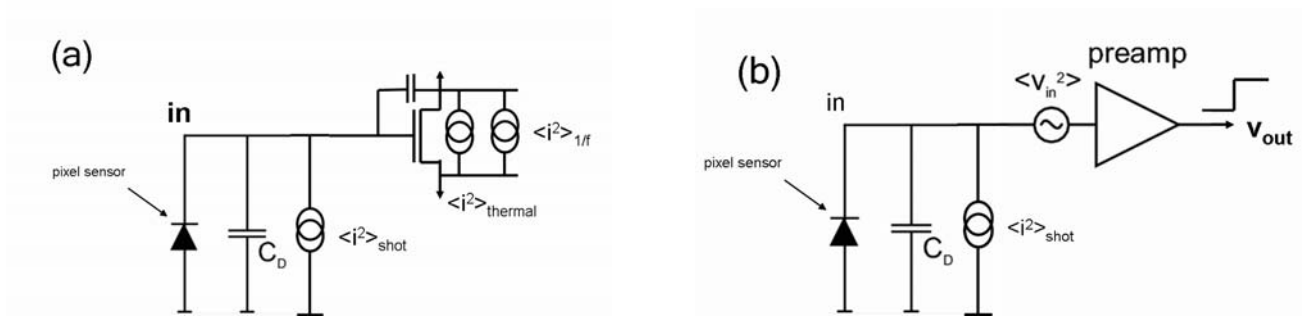 (a)
in
pixel sensor
C_D
<i²>_shot
<i²>_1/f
<i²>_thermal
(b)
preamp
<v_in²>
in
v_out
pixel sensor
C_D
<i²>_shot